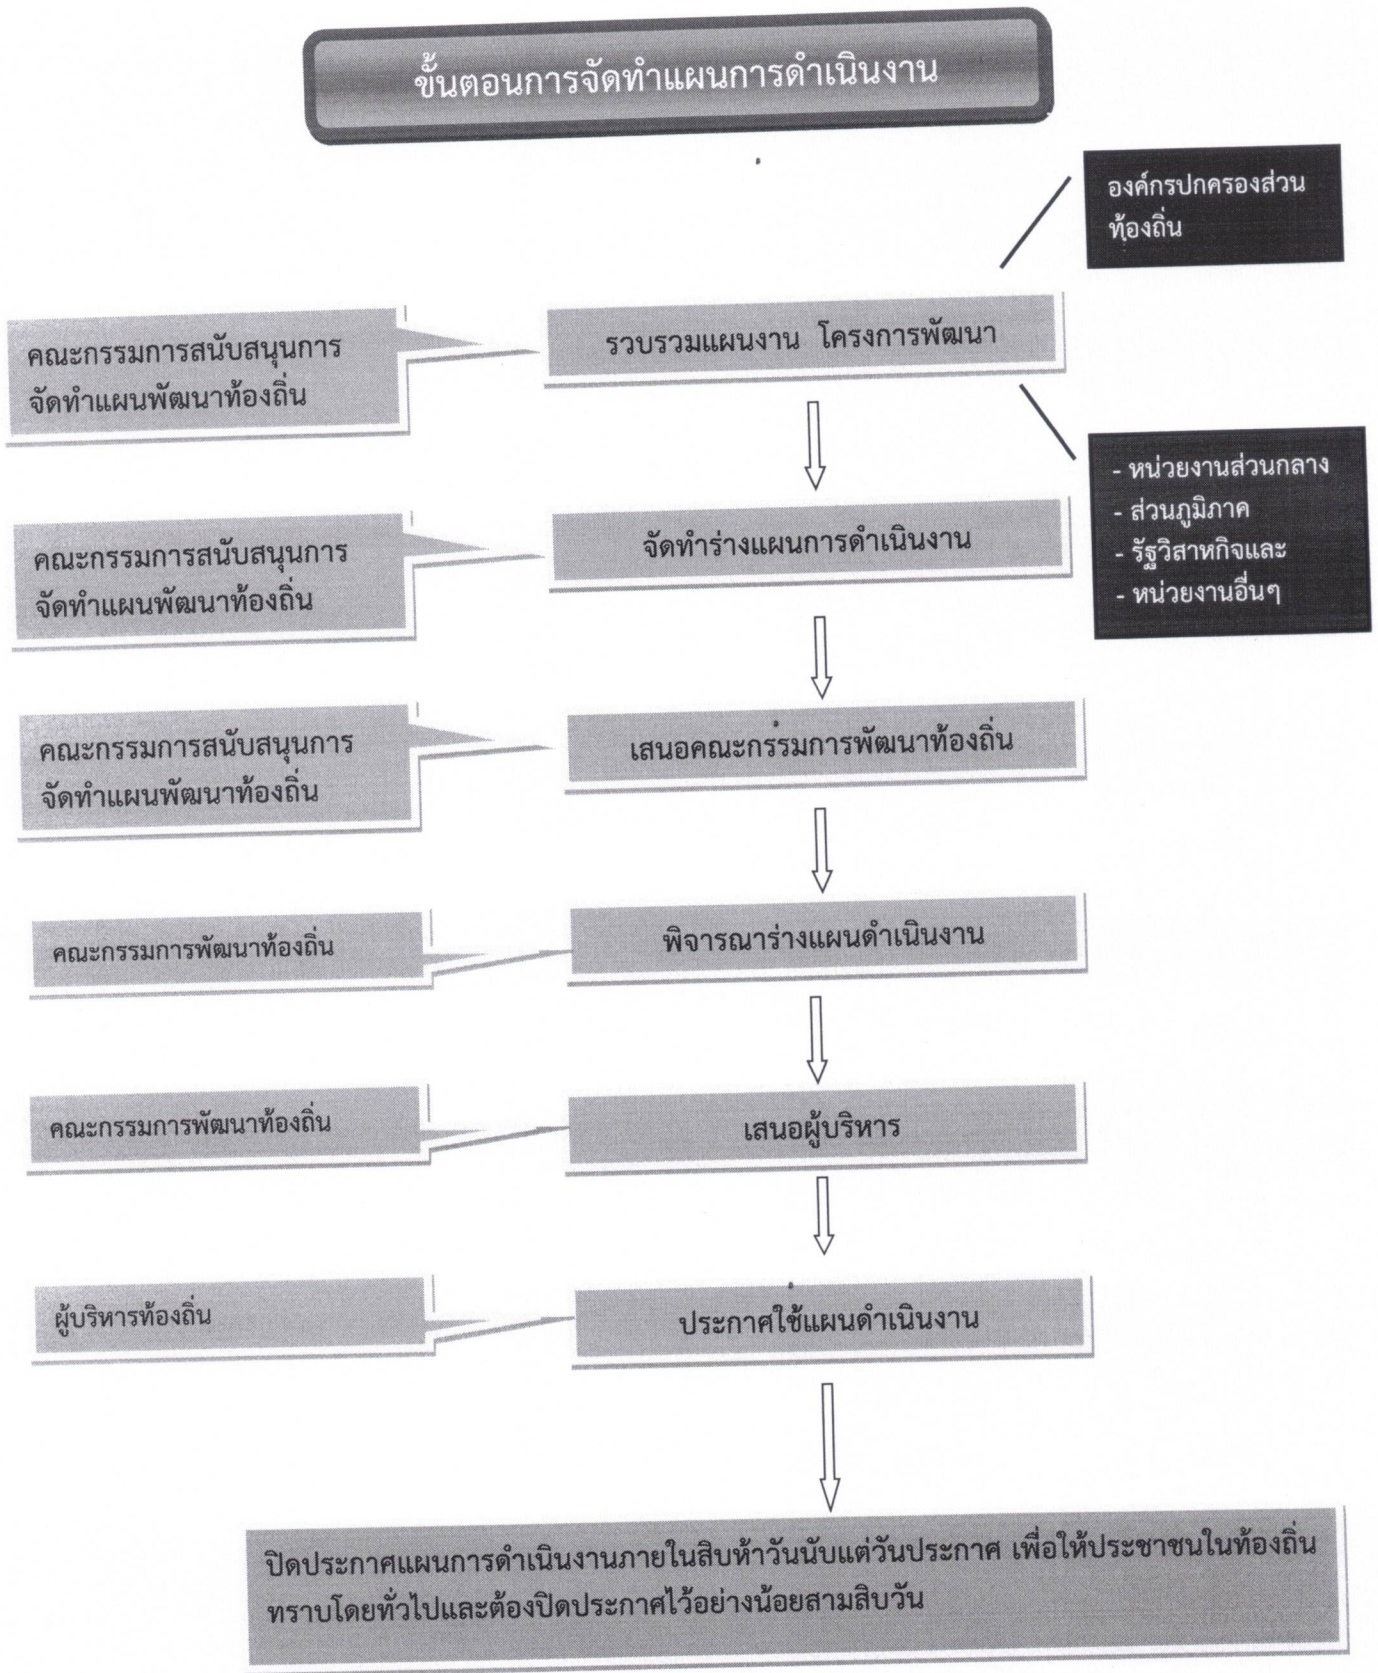 ขั้นตอนการจัดทำแผนการดำเนินงาน
องค์กรปกครองส่วน
ท้องถิ่น
คณะกรรมการสนับสนุนการ
จัดทำแผนพัฒนาท้องถิ่น
รวบรวมแผนงาน โครงการพัฒนา
- หน่วยงานส่วนกลาง
- ส่วนภูมิภาค
- รัฐวิสาหกิจและ
- หน่วยงานอื่นๆ
คณะกรรมการสนับสนุนการ
จัดทำแผนพัฒนาท้องถิ่น
จัดทำร่างแผนการดำเนินงาน
คณะกรรมการสนับสนุนการ
จัดทำแผนพัฒนาท้องถิ่น
เสนอคณะกรรมการพัฒนาท้องถิ่น
คณะกรรมการพัฒนาท้องถิ่น
พิจารณาร่างแผนดำเนินงาน
คณะกรรมการพัฒนาท้องถิ่น
เสนอผู้บริหาร
ผู้บริหารท้องถิ่น
ประกาศใช้แผนดำเนินงาน
ปิดประกาศแผนการดำเนินงานภายในสิบห้าวันนับแต่วันประกาศ เพื่อให้ประชาชนในท้องถิ่น
ทราบโดยทั่วไปและต้องปิดประกาศไว้อย่างน้อยสามสิบวัน